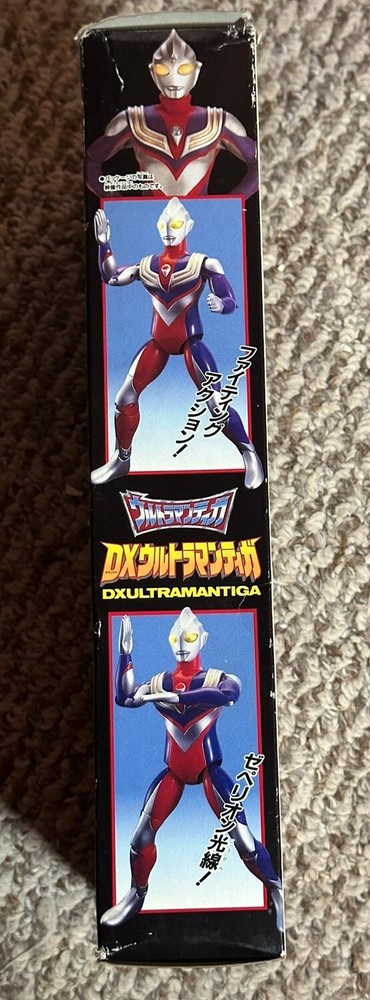 ●パッケージの写真は
映像作品中のものです。
ファイティング
アクション！
ウルトラマンティガ
DXウルトラマンティガ
DXULTRAMANTIGA
ゼペリオン光線！